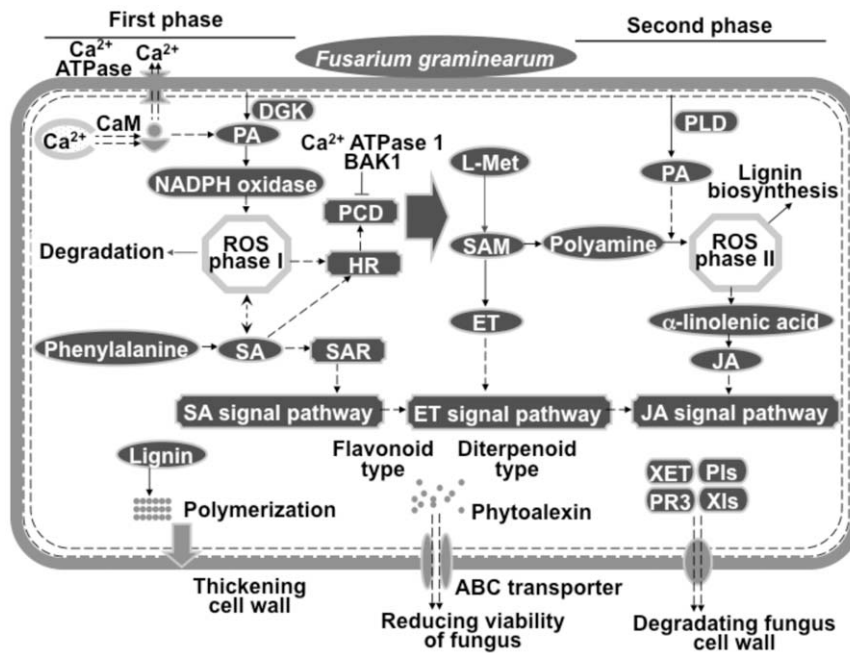 First phase
Second phase
Ca2+
ATPase
Ca2+
Fusarium graminearum
CaM
Ca2+
DGK
PA
NADPH oxidase
Ca2+ ATPase 1
BAK1
PCD
L-Met
PLD
PA
Lignin
biosynthesis
Degradation
ROS
phase I
HR
SAM
Polyamine
ROS
phase II
ET
α-linolenic acid
Phenylalanine
SA
SAR
JA
SA signal pathway
ET signal pathway
JA signal pathway
Lignin
Flavonoid
type
Diterpenoid
type
XET
PIs
PR3
XIs
Polymerization
Phytoalexin
Thickening
cell wall
ABC transporter
Reducing viability
of fungus
Degrading fungus
cell wall